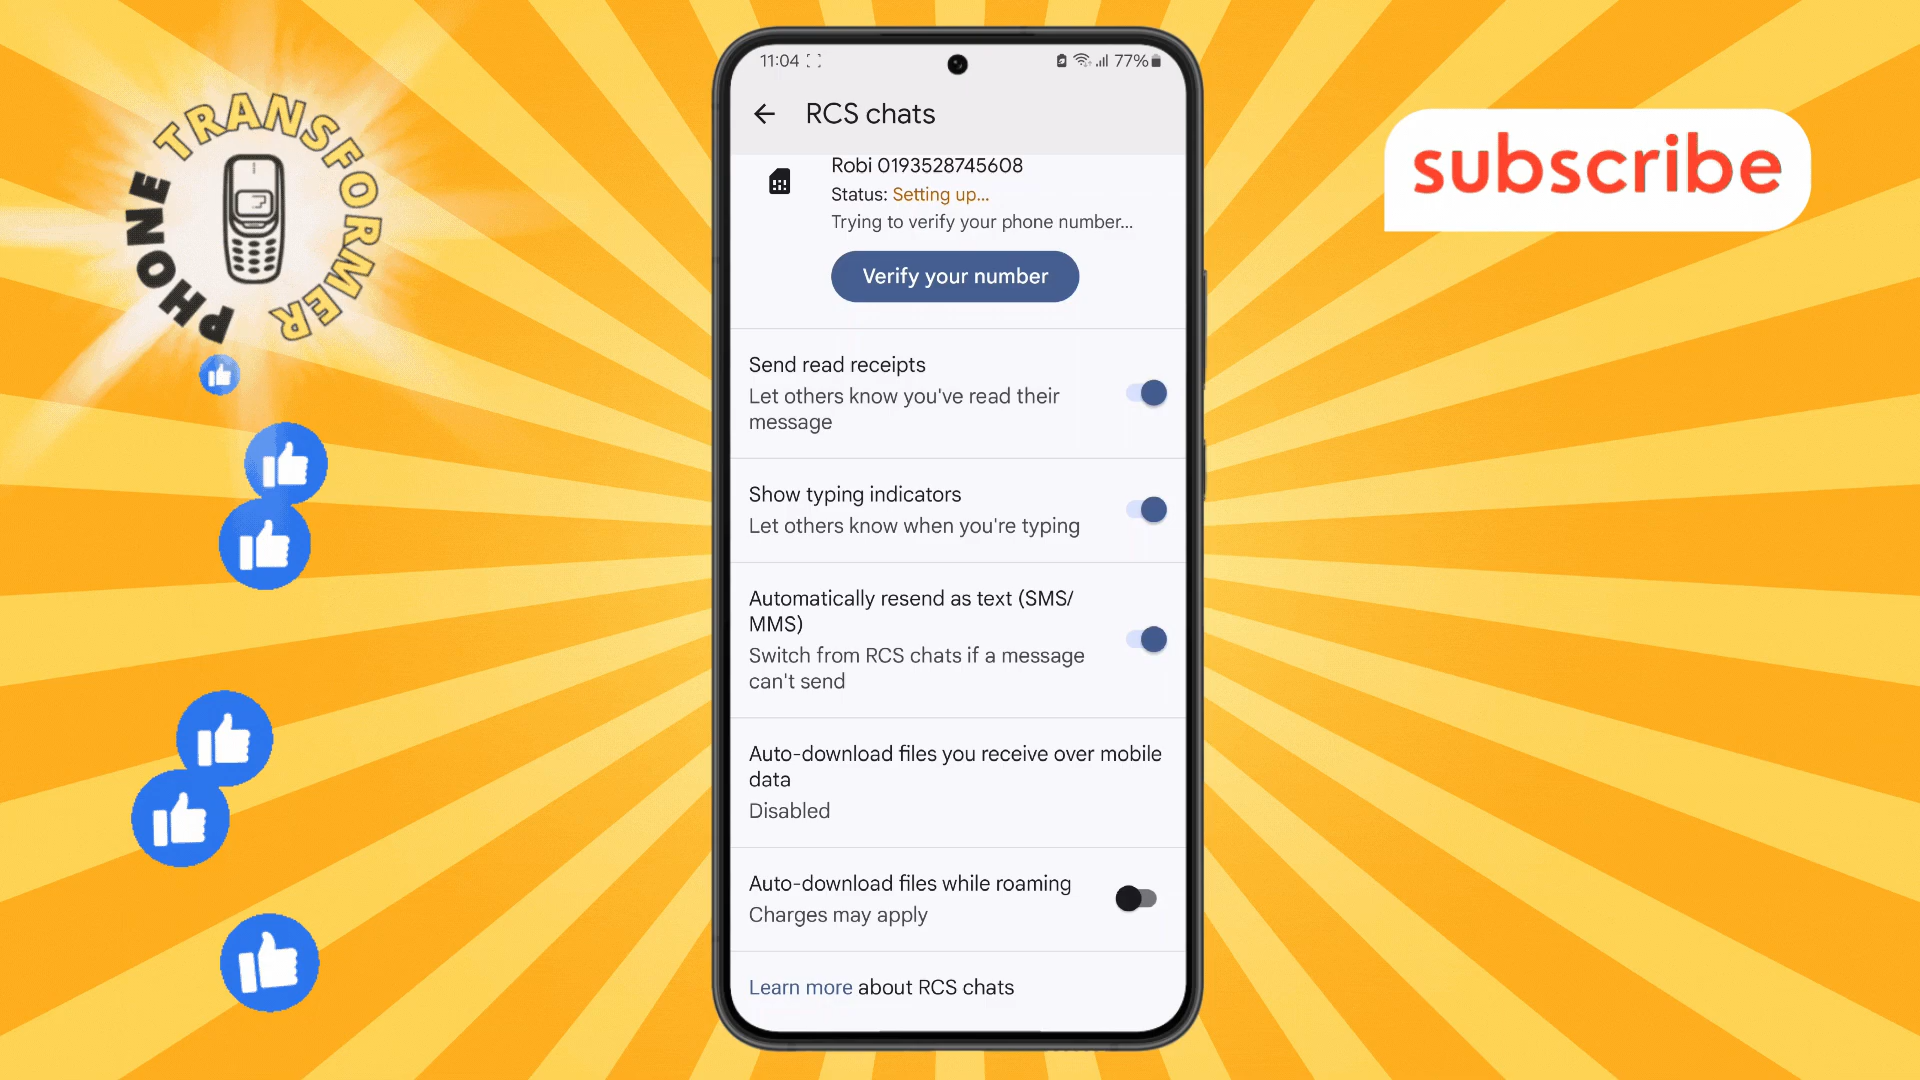 PHONE TRANSFORMER
11:04
77%
RCS chats
Robi 0193528745608
Status: Setting up...
Trying to verify your phone number...
Verify your number
Send read receipts
Let others know you've read their
message
Show typing indicators
Let others know when you're typing
Automatically resend as text (SMS/
MMS)
Switch from RCS chats if a message
can't send
Auto-download files you receive over mobile
data
Disabled
Auto-download files while roaming
Charges may apply
Learn more about RCS chats
subscribe